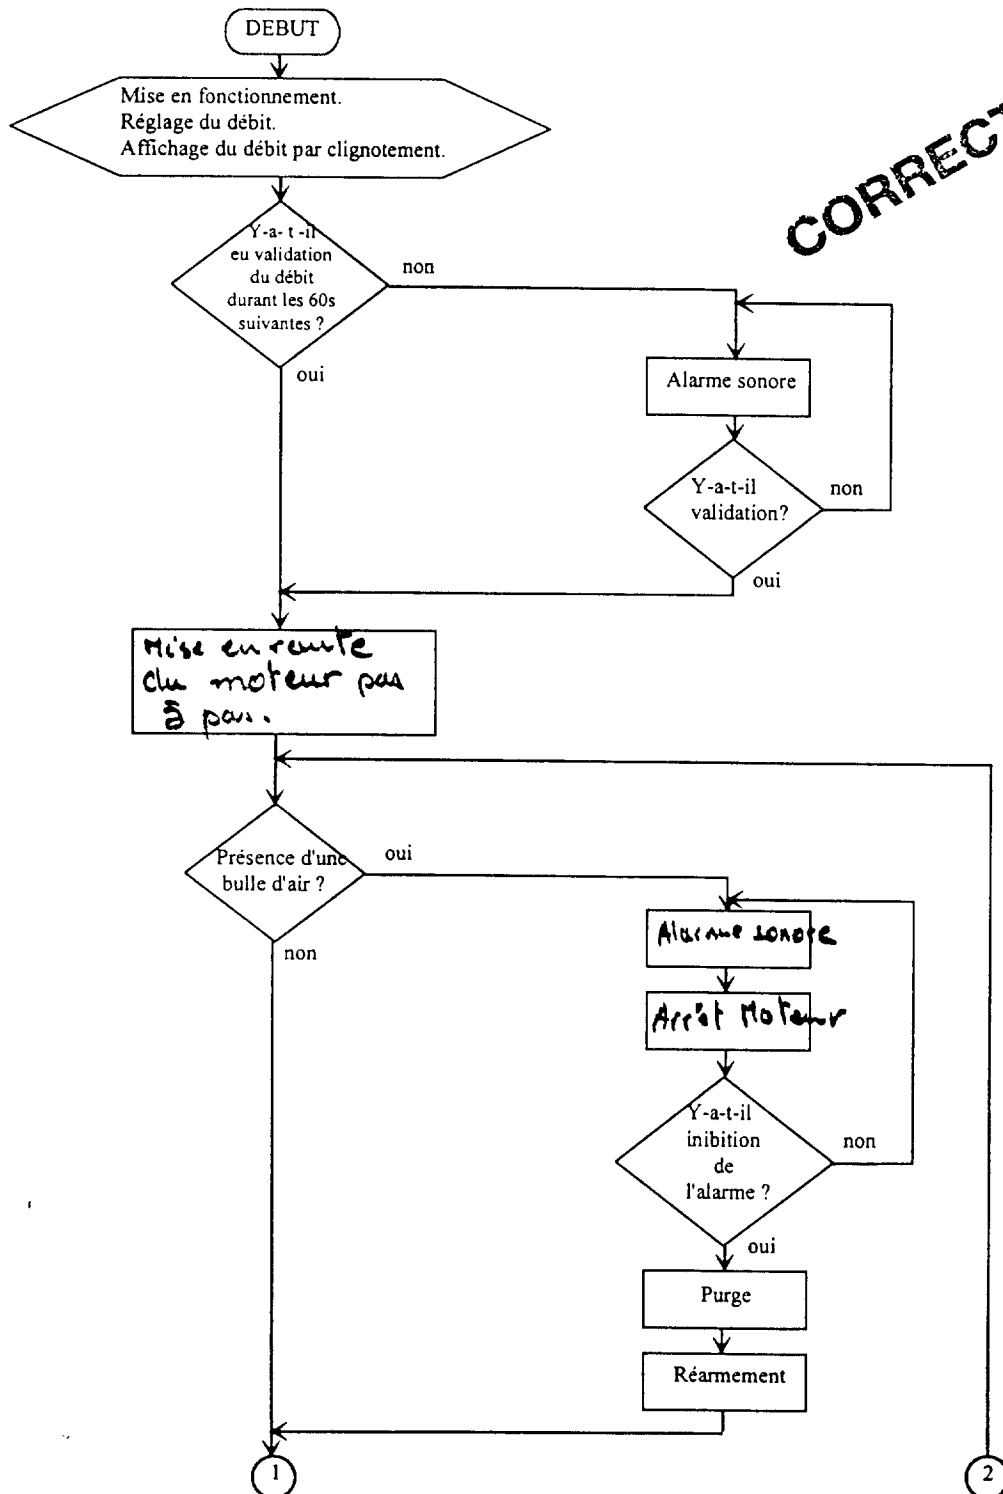 DEBUT
Mise en fonctionnement.
Réglage du débit.
Affichage du débit par clignotement.
CORRECT
Y-a- t -il
eu validation
du débit
durant les 60s
suivantes ?
non
oui
Alarme sonore
Y-a-t-il
validation?
non
oui
Mise en route
du moteur pas
à pas.
Présence d'une
bulle d'air ?
oui
non
Alarme sonore
Arrêt Moteur
Y-a-t-il
inibition
de
l'alarme ?
non
oui
Purge
Réarmement
1
2